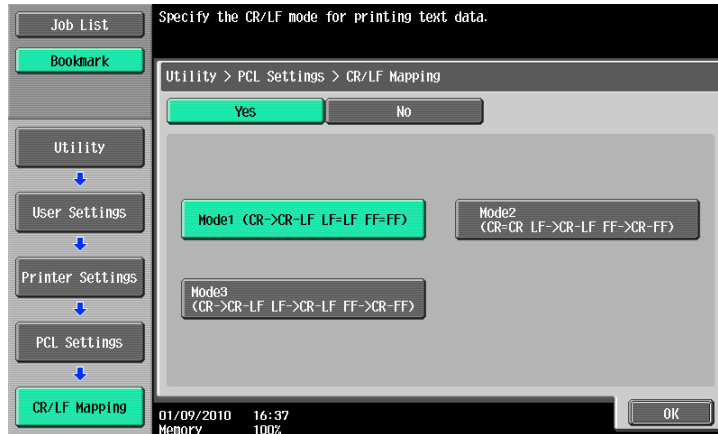 Job List
Bookmark
Utility
User Settings
Printer Settings
PCL Settings
CR/LF Mapping
Specify the CR/LF mode for printing text data.
Utility > PCL Settings > CR/LF Mapping
Yes
No
Mode1 (CR->CR-LF LF=LF FF=FF)
Mode2
(CR=CR LF->CR-LF FF->CR-FF)
Mode3
(CR->CR-LF LF->CR-LF FF->CR-FF)
01/09/2010 16:37
Memory 100%
OK